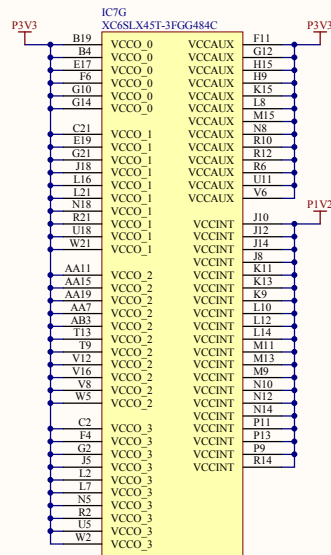 IC7G
XC6SLX45T-3FGG484C
P3V3
P3V3
B19 VCCO_0 VCCAUX F11
B4 VCCO_0 VCCAUX G12
E17 VCCO_0 VCCAUX H15
F6 VCCO_0 VCCAUX H9
G10 VCCO_0 VCCAUX K15
G14 VCCO_0 VCCAUX L8
VCCAUX M15
C21 VCCO_1 VCCAUX N8
E19 VCCO_1 VCCAUX R10
G21 VCCO_1 VCCAUX R12
J18 VCCO_1 VCCAUX R6
L16 VCCO_1 VCCAUX U11
L21 VCCO_1 VCCAUX V6
N18 VCCO_1
P1V2
R21 VCCO_1 VCCINT J10
U18 VCCO_1 VCCINT J12
W21 VCCO_1 VCCINT J14
VCCINT J8
AA11 VCCO_2 VCCINT K11
AA15 VCCO_2 VCCINT K13
AA19 VCCO_2 VCCINT K9
AA7 VCCO_2 VCCINT L10
AB3 VCCO_2 VCCINT L12
T13 VCCO_2 VCCINT L14
T9 VCCO_2 VCCINT M11
V12 VCCO_2 VCCINT M13
V16 VCCO_2 VCCINT M9
V8 VCCO_2 VCCINT N10
W5 VCCO_2 VCCINT N12
VCCINT N14
C2 VCCO_3 VCCINT P11
F4 VCCO_3 VCCINT P13
G2 VCCO_3 VCCINT P9
J5 VCCO_3 VCCINT R14
L2 VCCO_3
L7 VCCO_3
N5 VCCO_3
R2 VCCO_3
U5 VCCO_3
W2 VCCO_3